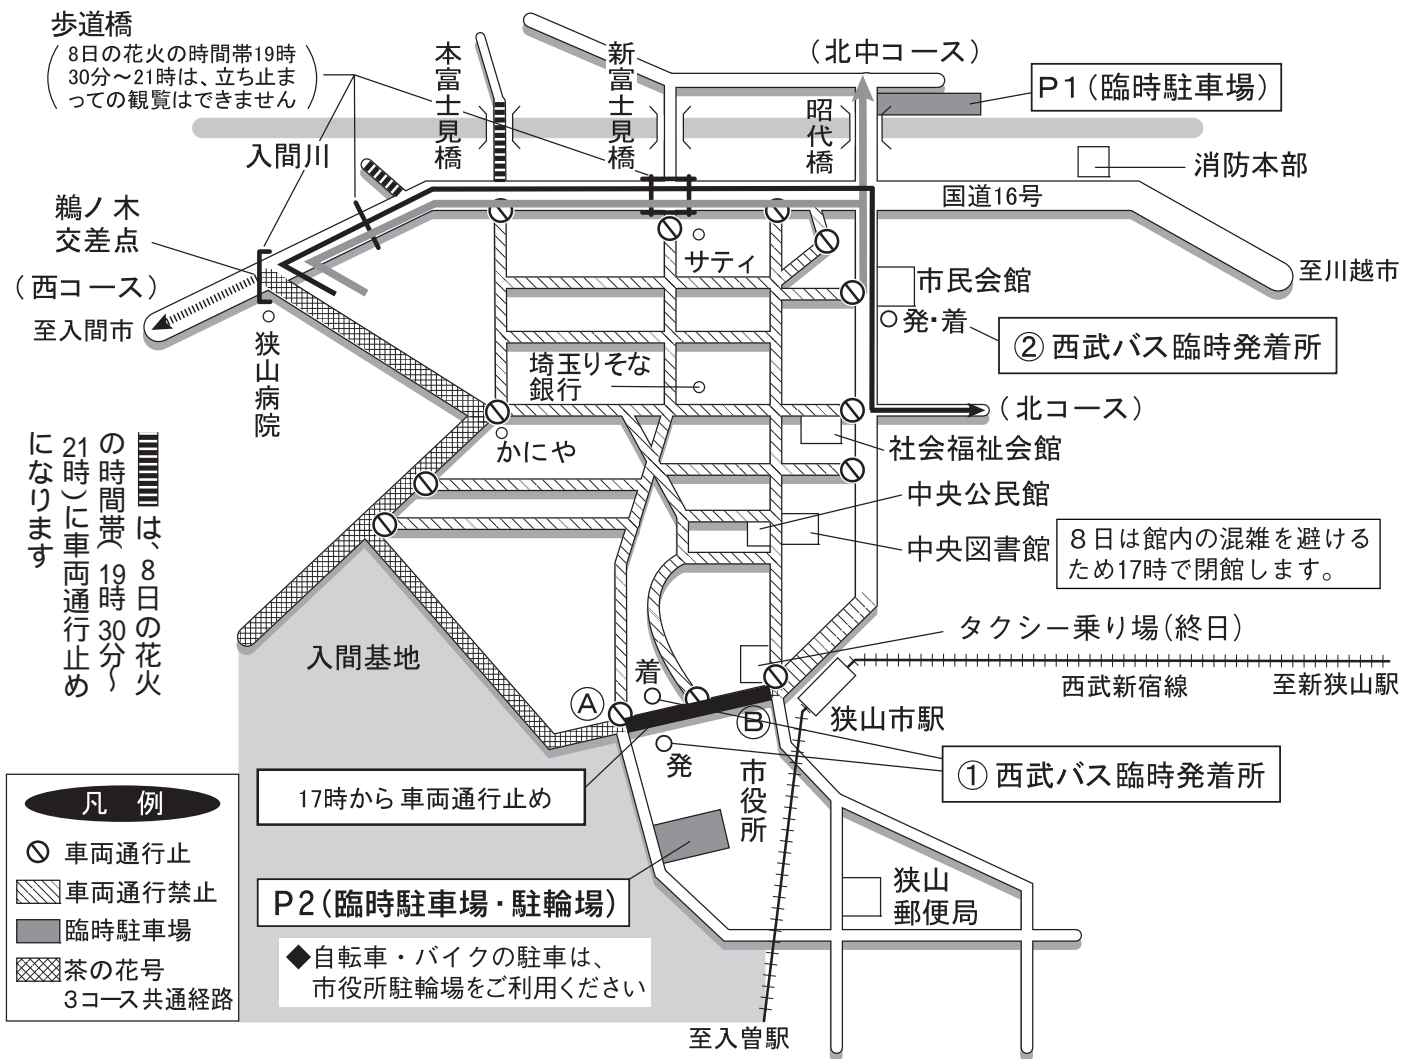 歩道橋
(8日の花火の時間帯19時
30分～21時は、立ち止ま
っての観覧はできません)
本富士見橋
新富士見橋
(北中コース)
昭代橋
P1(臨時駐車場)
入間川
消防本部
国道16号
鵜ノ木
交差点
(西コース)
至入間市
サティ
市民会館
至川越市
発・着
②西武バス臨時発着所
狭山病院
埼玉りそな
銀行
(北コース)
かにや
社会福祉会館
中央公民館
中央図書館
8日は館内の混雑を避ける
ため17時で閉館します。
は、8日の花火
の時間帯(19時30分～
21時)に車両通行止め
になります
タクシー乗り場(終日)
入間基地
着
西武新宿線
至新狭山駅
A
B
狭山市駅
発
市役所
①西武バス臨時発着所
17時から車両通行止め
凡例
車両通行止
車両通行禁止
臨時駐車場
茶の花号
3コース共通経路
P2(臨時駐車場・駐輪場)
◆自転車・バイクの駐車は、
市役所駐輪場をご利用ください
狭山
郵便局
至入曽駅